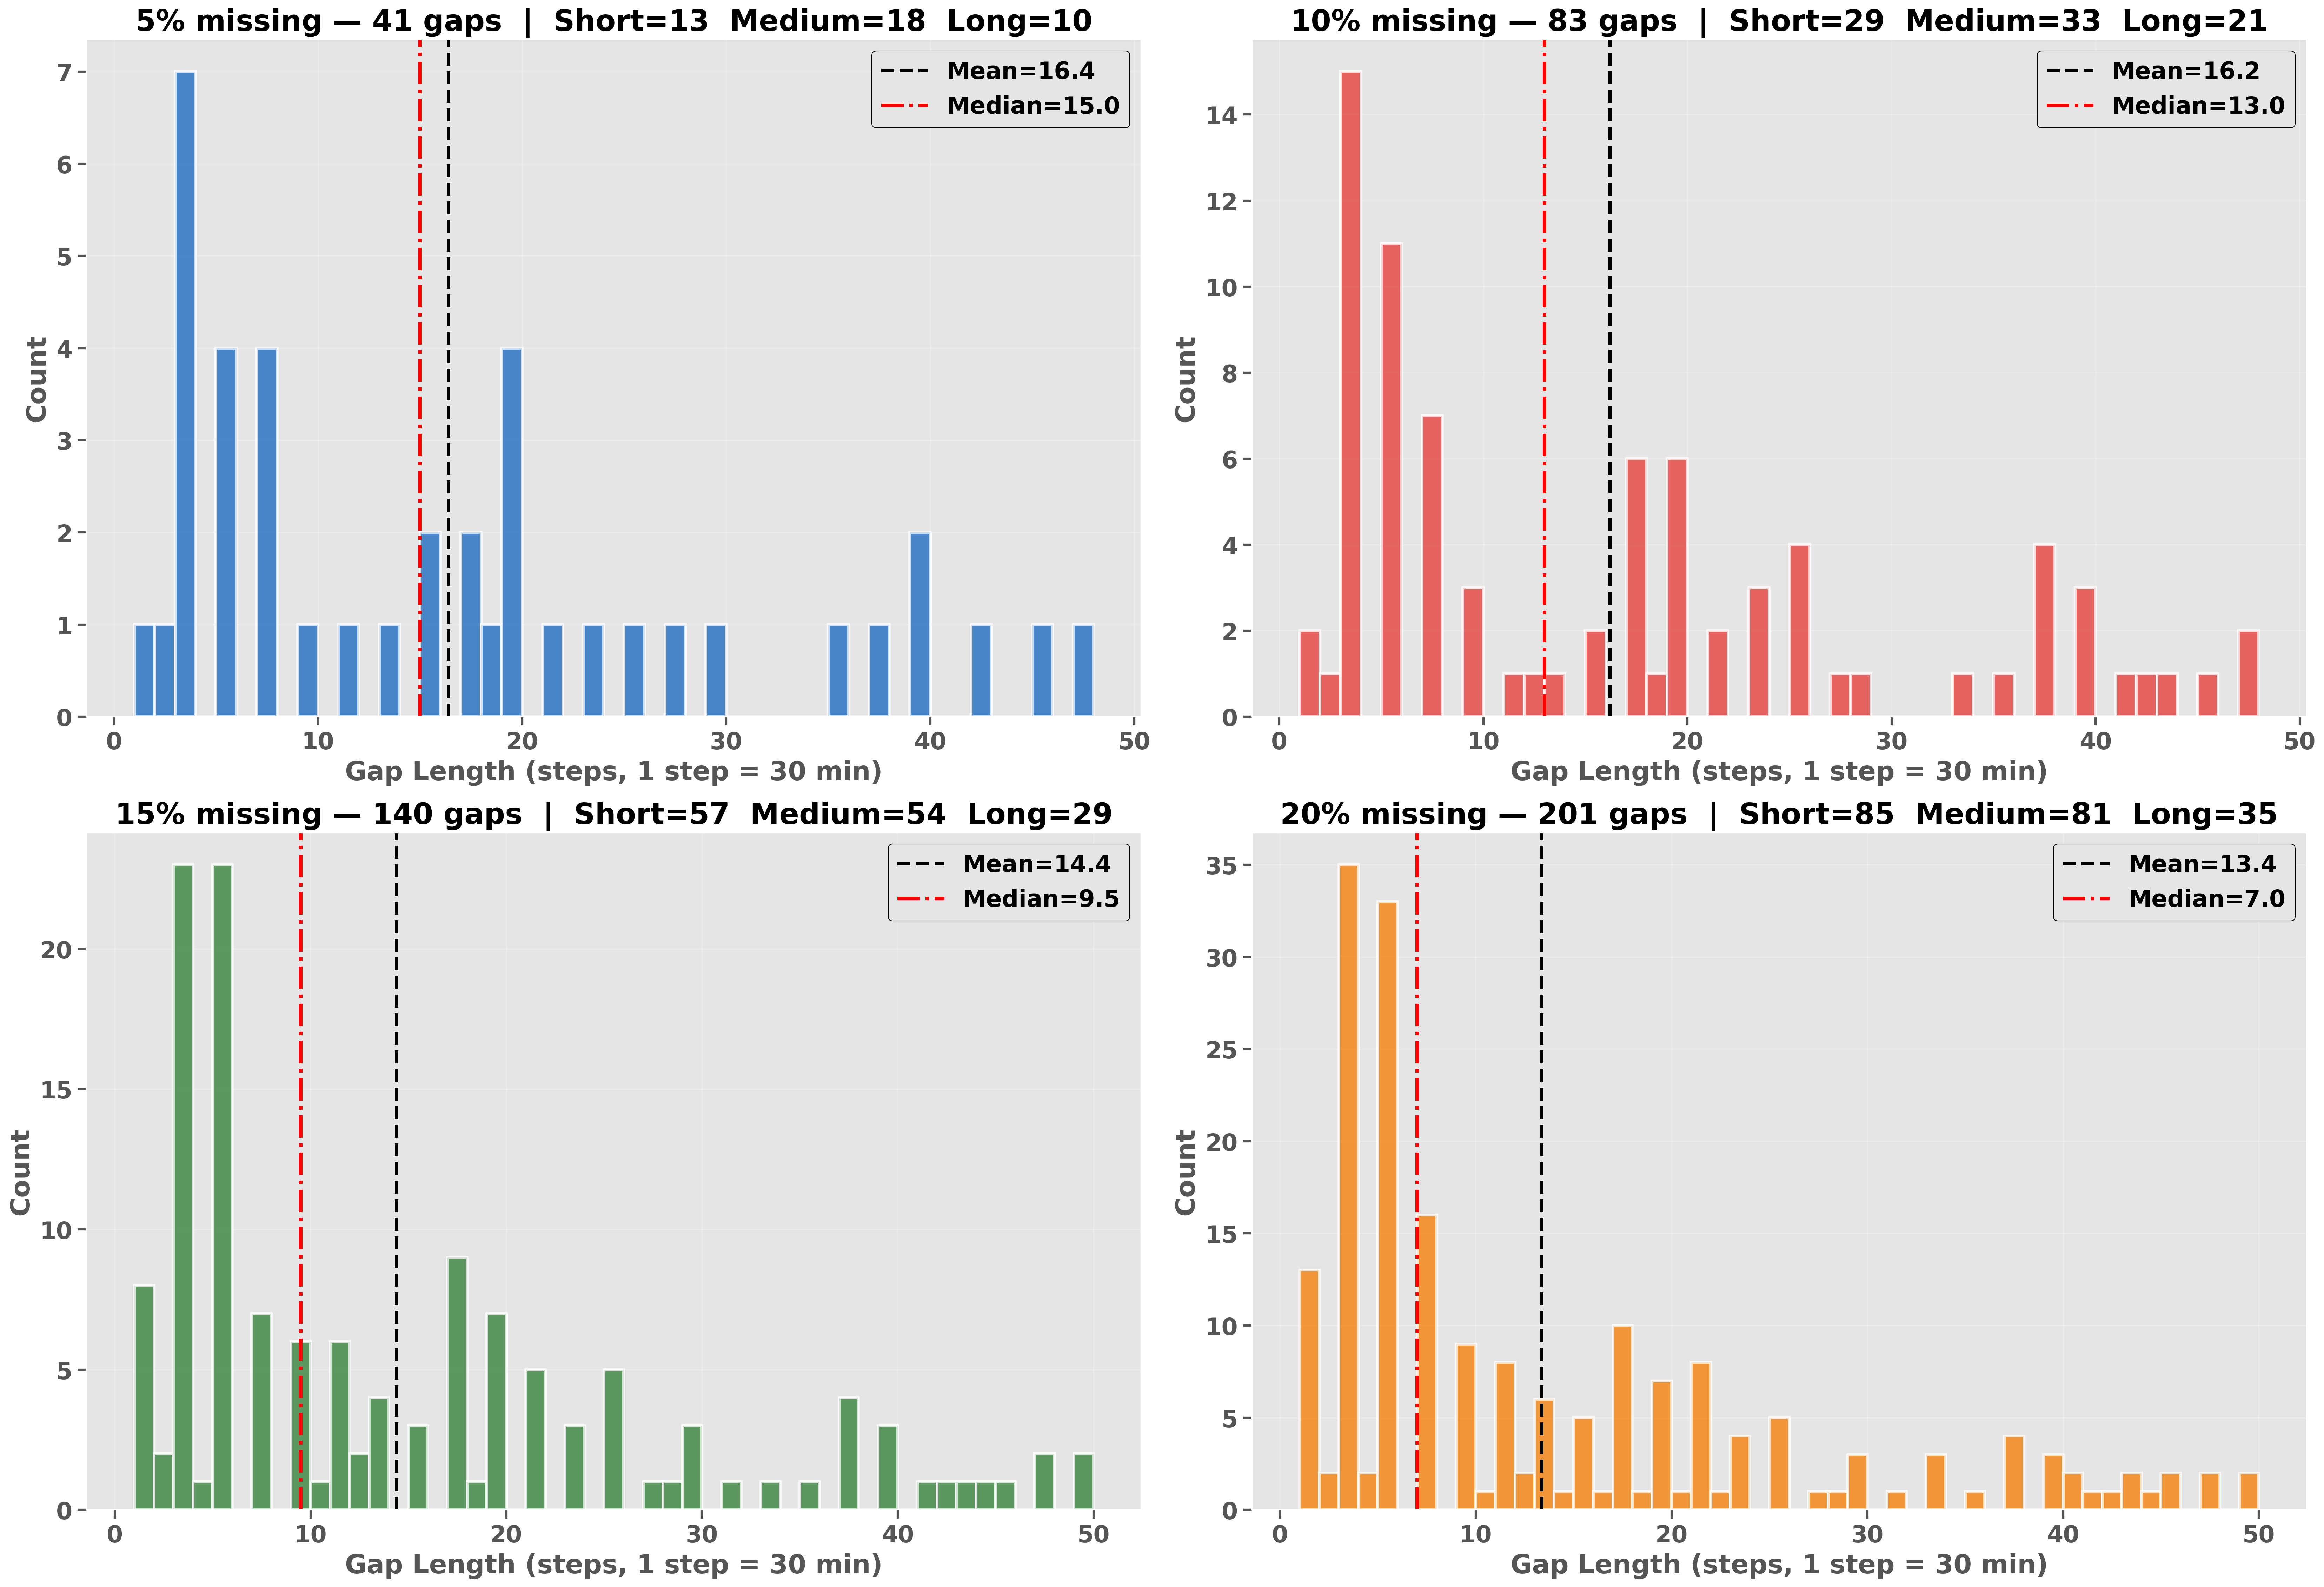 5% missing — 41 gaps | Short=13 Medium=18 Long=10
Mean=16.4
Median=15.0
Count
7
6
5
4
3
2
1
0
0 10 20 30 40 50
Gap Length (steps, 1 step = 30 min)
10% missing — 83 gaps | Short=29 Medium=33 Long=21
Mean=16.2
Median=13.0
Count
14
12
10
8
6
4
2
0
0 10 20 30 40 50
Gap Length (steps, 1 step = 30 min)
15% missing — 140 gaps | Short=57 Medium=54 Long=29
Mean=14.4
Median=9.5
Count
20
15
10
5
0
0 10 20 30 40 50
Gap Length (steps, 1 step = 30 min)
20% missing — 201 gaps | Short=85 Medium=81 Long=35
Mean=13.4
Median=7.0
Count
35
30
25
20
15
10
5
0
0 10 20 30 40 50
Gap Length (steps, 1 step = 30 min)